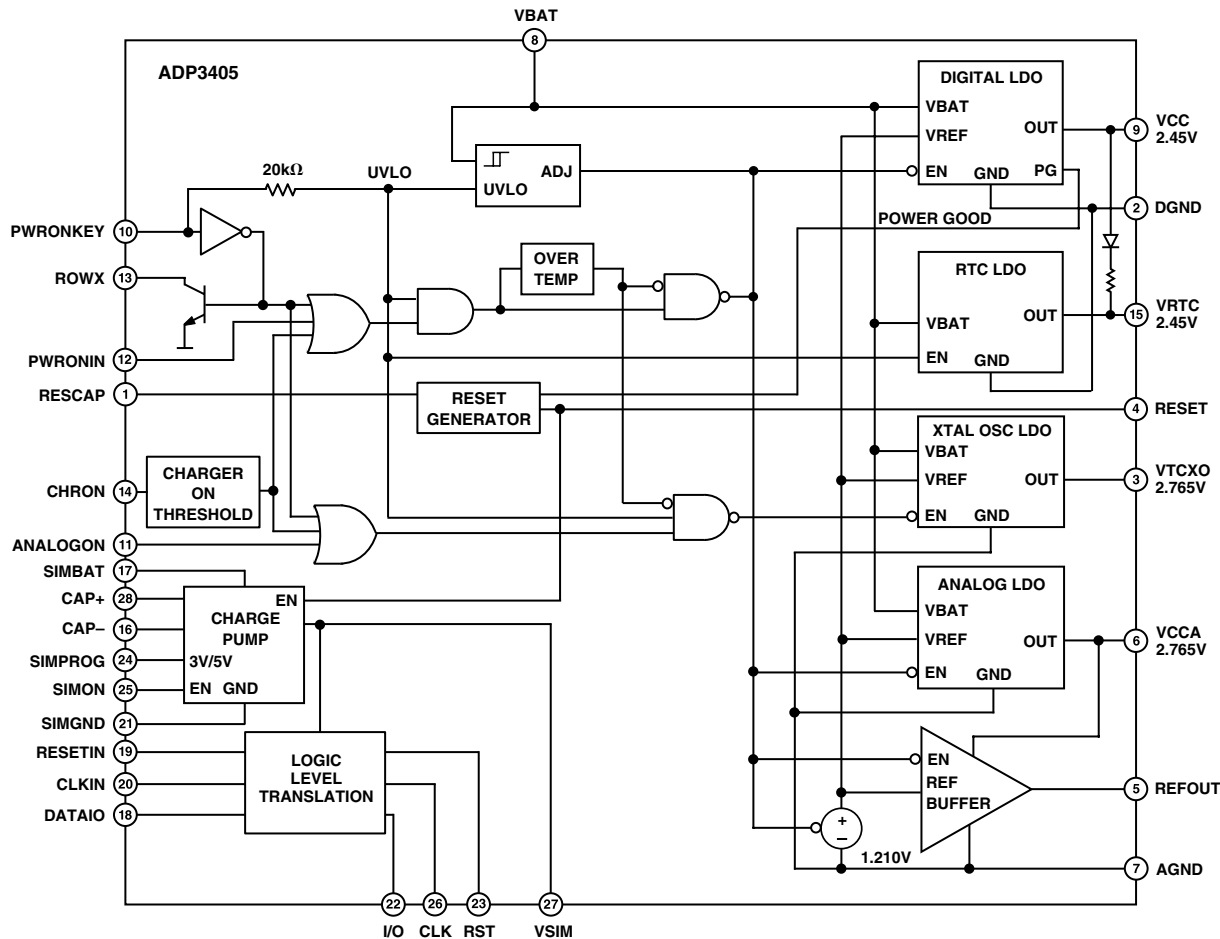 VBAT
8
ADP3405
DIGITAL LDO
VBAT
VREF
OUT
EN
GND
PG
9
VCC
2.45V
20kΩ
UVLO
ADJ
UVLO
PWRONKEY
10
POWER GOOD
2
DGND
ROWX
13
OVER
TEMP
RTC LDO
VBAT
OUT
EN
GND
15
VRTC
2.45V
PWRONIN
12
RESCAP
1
RESET
GENERATOR
4
RESET
XTAL OSC LDO
VBAT
VREF
OUT
EN
GND
3
VTCXO
2.765V
CHRON
14
CHARGER
ON
THRESHOLD
ANALOGON
11
SIMBAT
17
CAP+
28
CAP–
16
SIMPROG
24
SIMON
25
SIMGND
21
EN
CHARGE
PUMP
3V/5V
EN
GND
ANALOG LDO
VBAT
VREF
OUT
EN
GND
6
VCCA
2.765V
RESETIN
19
CLKIN
20
DATAIO
18
LOGIC
LEVEL
TRANSLATION
EN
REF
BUFFER
5
REFOUT
+
–
1.210V
7
AGND
22
26
23
27
I/O
CLK
RST
VSIM